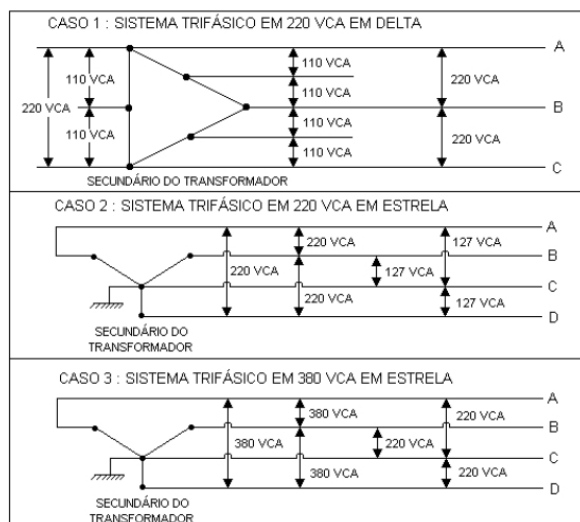 CASO 1 : SISTEMA TRIFÁSICO EM 220 VCA EM DELTA
A
110 VCA
110 VCA
220 VCA
110 VCA
220 VCA
B
110 VCA
110 VCA
220 VCA
110 VCA
C
SECUNDÁRIO DO TRANSFORMADOR
CASO 2 : SISTEMA TRIFÁSICO EM 220 VCA EM ESTRELA
A
220 VCA
127 VCA
B
220 VCA
127 VCA
C
220 VCA
127 VCA
D
SECUNDÁRIO DO
TRANSFORMADOR
CASO 3 : SISTEMA TRIFÁSICO EM 380 VCA EM ESTRELA
A
380 VCA
220 VCA
B
380 VCA
220 VCA
C
380 VCA
220 VCA
D
SECUNDÁRIO DO
TRANSFORMADOR